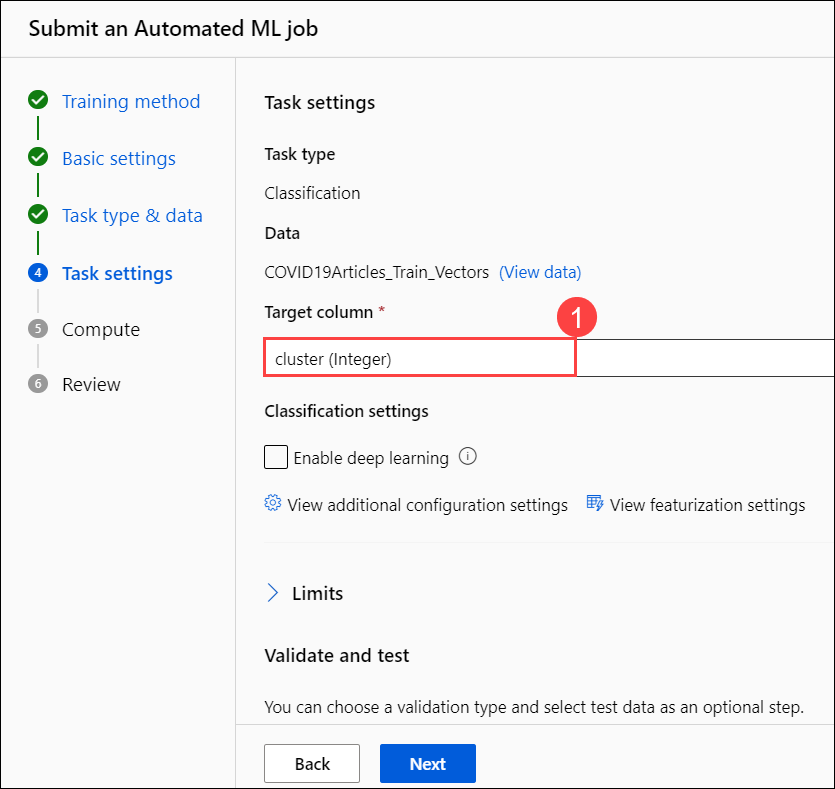 Submit an Automated ML job
Training method
Basic settings
Task type & data
4 Task settings
5 Compute
6 Review
Task settings
Task type
Classification
Data
COVID19Articles_Train_Vectors (View data)
Target column *
1
cluster (Integer)
Classification settings
Enable deep learning
View additional configuration settings View featurization settings
Limits
Validate and test
You can choose a validation type and select test data as an optional step.
Back Next